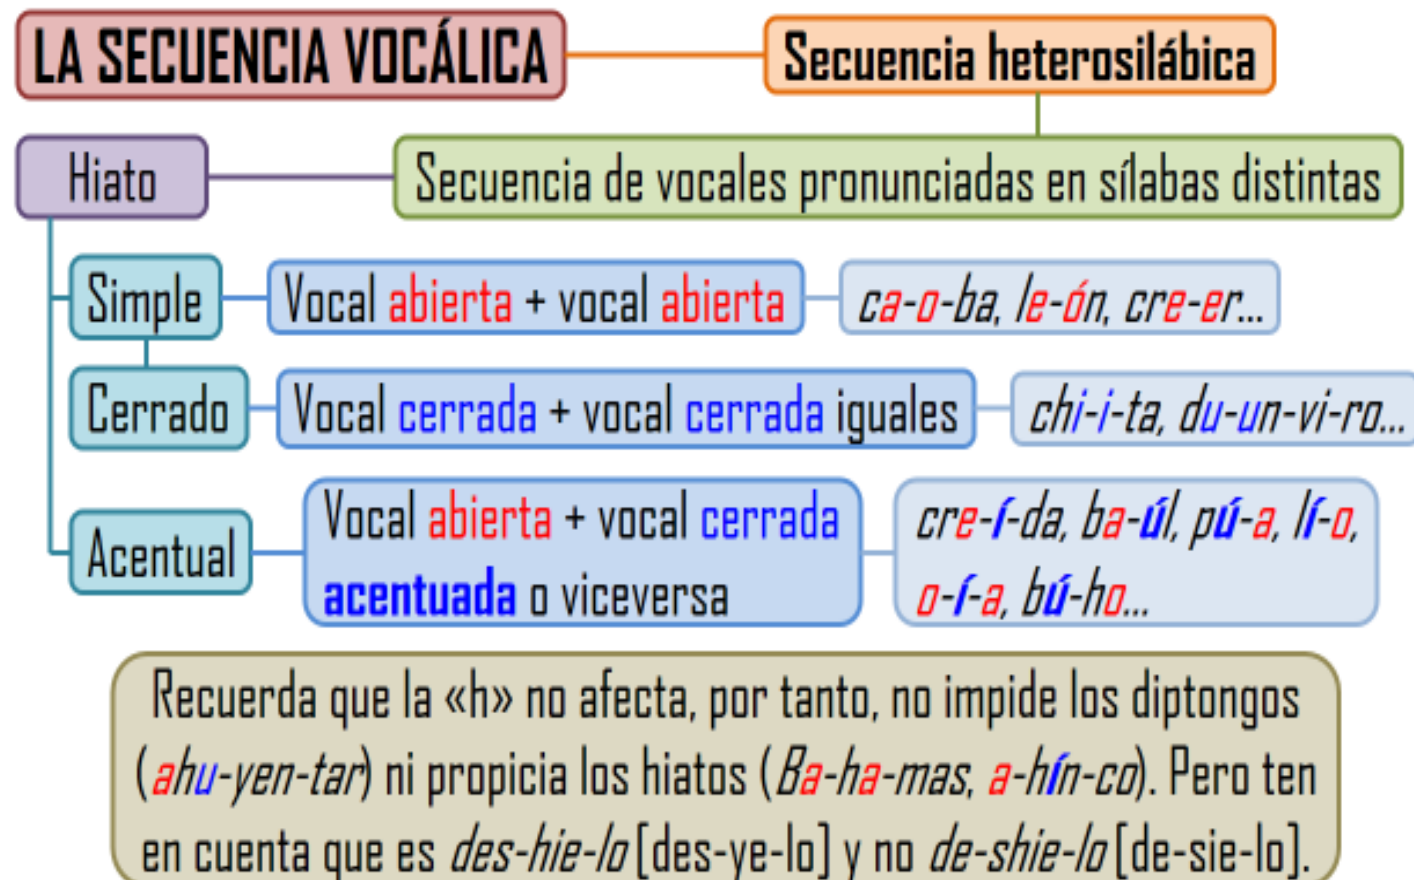 LA SECUENCIA VOCÁLICA
Secuencia heterosilábica
Hiato
Secuencia de vocales pronunciadas en sílabas distintas
Simple
Vocal abierta + vocal abierta
ca-o-ba, le-ón, cre-er...
Cerrado
Vocal cerrada + vocal cerrada iguales
chi-i-ta, du-un-vi-ro...
Acentual
Vocal abierta + vocal cerrada
acentuada o viceversa
cre-í-da, ba-úl, pú-a, lí-o,
o-í-a, bú-ho...
Recuerda que la «h» no afecta, por tanto, no impide los diptongos
(ahu-yen-tar) ni propicia los hiatos (Ba-ha-mas, a-hín-co). Pero ten
en cuenta que es des-hie-lo [des-ye-lo] y no de-shie-lo [de-sie-lo].